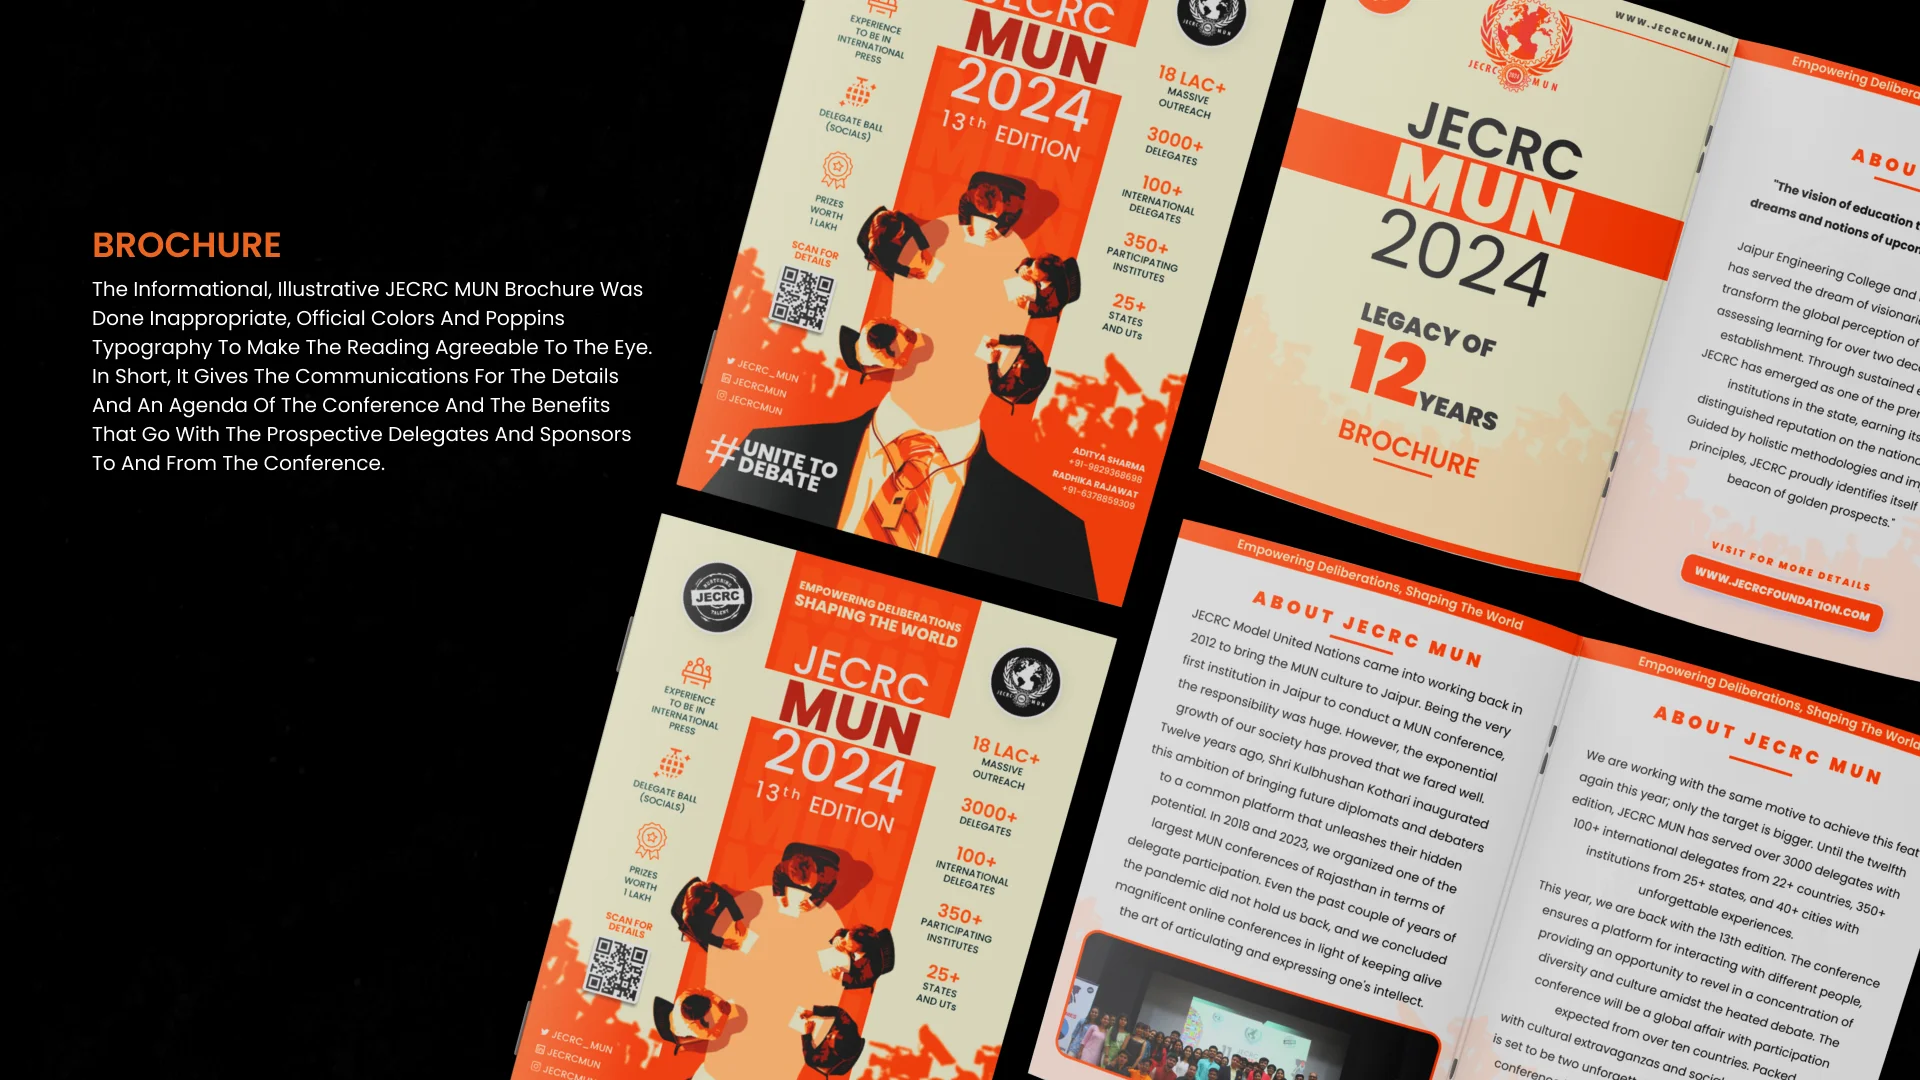 BROCHURE
The Informational, Illustrative JECRC MUN Brochure Was
Done Inappropriate, Official Colors And Poppins
Typography To Make The Reading Agreeable To The Eye.
In Short, It Gives The Communications For The Details
And An Agenda Of The Conference And The Benefits
That Go With The Prospective Delegates And Sponsors
To And From The Conference.
JECRC
MUN
2024
13th EDITION
EXPERIENCE
TO BE IN
INTERNATIONAL
PRESS
DELEGATE BALL
(SOCIALS)
PRIZES
WORTH
1 LAKH
SCAN FOR
DETAILS
JECRC_MUN
JECRCMUN
JECRCMUN
#UNITE TO
DEBATE
18 LAC+
MASSIVE
OUTREACH
3000+
DELEGATES
100+
INTERNATIONAL
DELEGATES
350+
PARTICIPATING
INSTITUTES
25+
STATES
AND UTs
ADITYA SHARMA
+91-9829368698
RADHIKA RAJAWAT
+91-6378859309
WWW.JECRCMUN.IN
JECRC 2024 MUN
JECRC
MUN
2024
LEGACY OF
12 YEARS
BROCHURE
Empowering Delibera
ABOU
"The vision of education t
dreams and notions of upcom
Jaipur Engineering College and
has served the dream of visionari
transform the global perception of
assessing learning for over two dec
establishment. Through sustained e
JECRC has emerged as one of the prem
institutions in the state, earning its
distinguished reputation on the nationa
Guided by holistic methodologies and im
principles, JECRC proudly identifies itself
beacon of golden prospects."
VISIT FOR MORE DETAILS
WWW.JECRCFOUNDATION.COM
NURTURING
JECRC
TALENT
EMPOWERING DELIBERATIONS
SHAPING THE WORLD
JECRC
MUN
2024
13th EDITION
JECRC MUN
EXPERIENCE
TO BE IN
INTERNATIONAL
PRESS
DELEGATE BALL
(SOCIALS)
PRIZES
WORTH
1 LAKH
SCAN FOR
DETAILS
JECRC_MUN
JECRCMUN
JECRCMUN
18 LAC+
MASSIVE
OUTREACH
3000+
DELEGATES
100+
INTERNATIONAL
DELEGATES
350+
PARTICIPATING
INSTITUTES
25+
STATES
AND UTs
Empowering Deliberations, Shaping The World
ABOUT JECRC MUN
JECRC Model United Nations came into working back in
2012 to bring the MUN culture to Jaipur. Being the very
first institution in Jaipur to conduct a MUN conference,
the responsibility was huge. However, the exponential
growth of our society has proved that we fared well.
Twelve years ago, Shri Kulbhushan Kothari inaugurated
this ambition of bringing future diplomats and debaters
to a common platform that unleashes their hidden
potential. In 2018 and 2023, we organized one of the
largest MUN conferences of Rajasthan in terms of
delegate participation. Even the past couple of years of
the pandemic did not hold us back, and we concluded
magnificent online conferences in light of keeping alive
the art of articulating and expressing one's intellect.
Empowering Deliberations, Shaping The World
ABOUT JECRC MUN
We are working with the same motive to achieve this feat
again this year; only the target is bigger. Until the twelfth
edition, JECRC MUN has served over 3000 delegates with
100+ international delegates from 22+ countries, 350+
institutions from 25+ states, and 40+ cities with
unforgettable experiences.
This year, we are back with the 13th edition. The conference
ensures a platform for interacting with different people,
providing an opportunity to revel in a concentration of
diversity and culture amidst the heated debate. The
conference will be a global affair with participation
expected from over ten countries. Packed
with cultural extravaganzas and social
is set to be two unforgett
conferenc